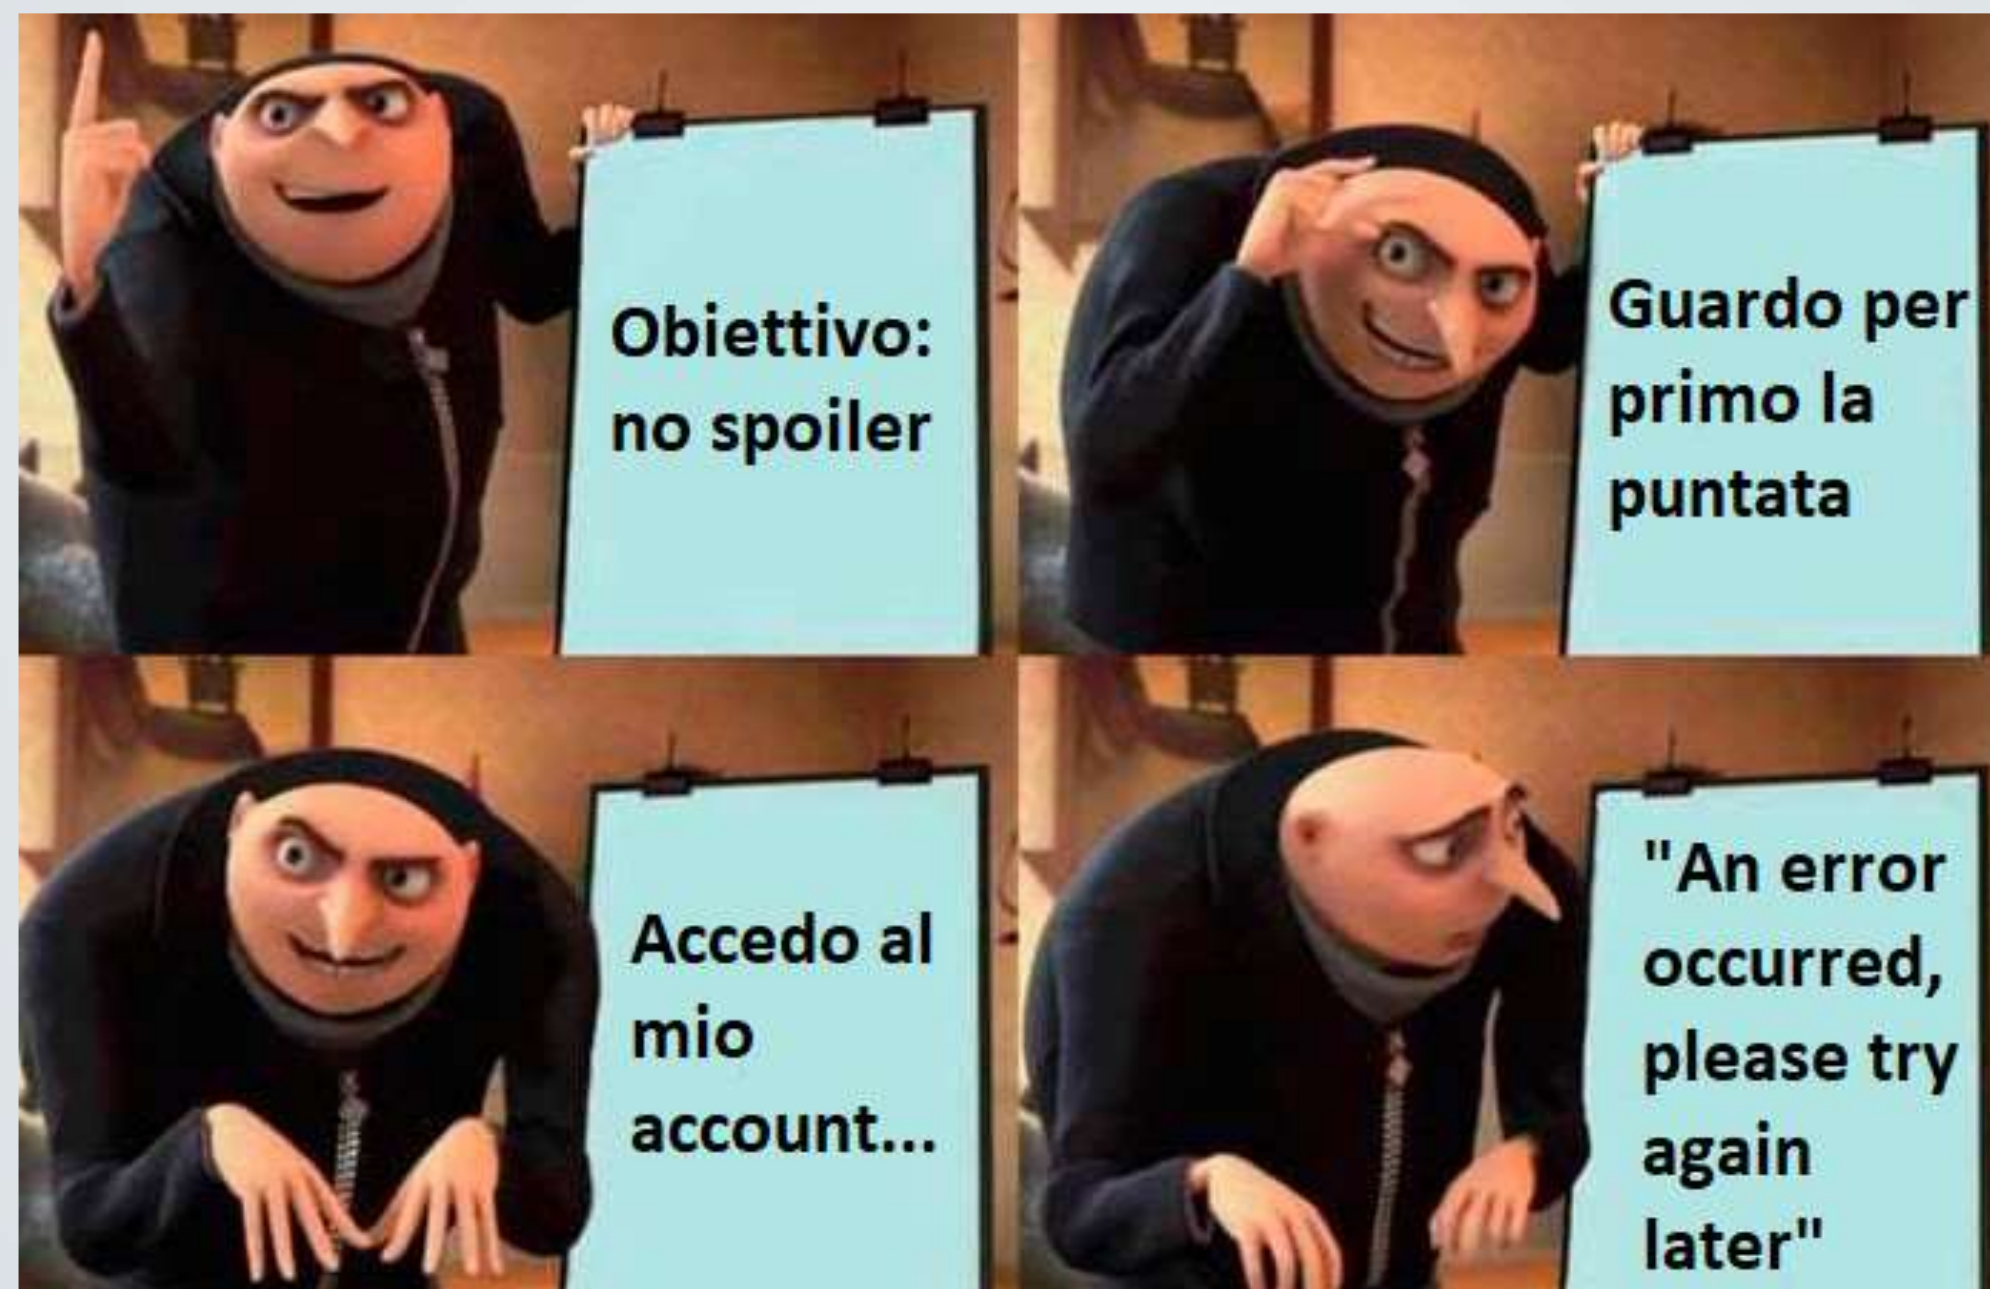 Obiettivo:
no spoiler
Guardo per
primo la
puntata
Accedo al
mio
account...
"An error
occurred,
please try
again
later"